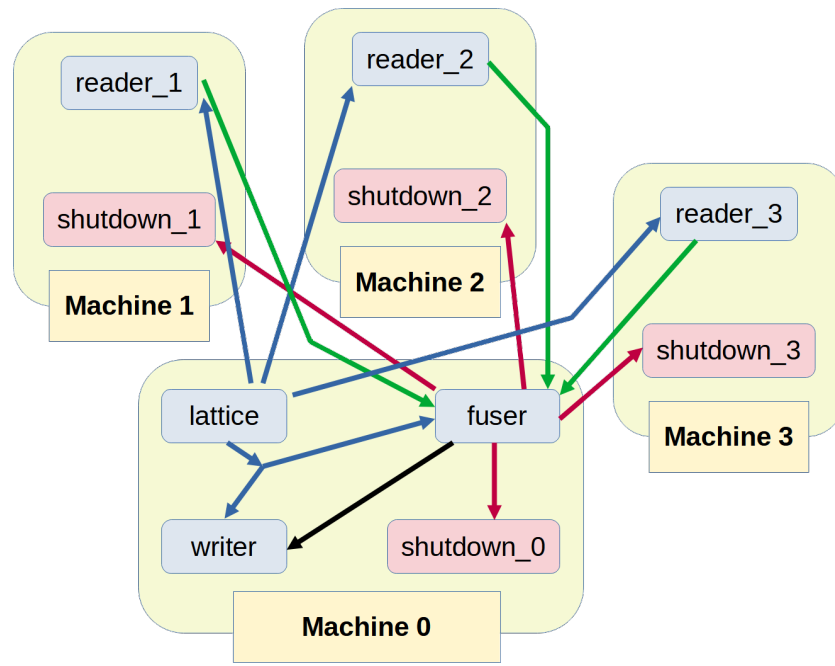 reader_1
shutdown_1
Machine 1
reader_2
shutdown_2
Machine 2
reader_3
shutdown_3
Machine 3
lattice
fuser
writer
shutdown_0
Machine 0